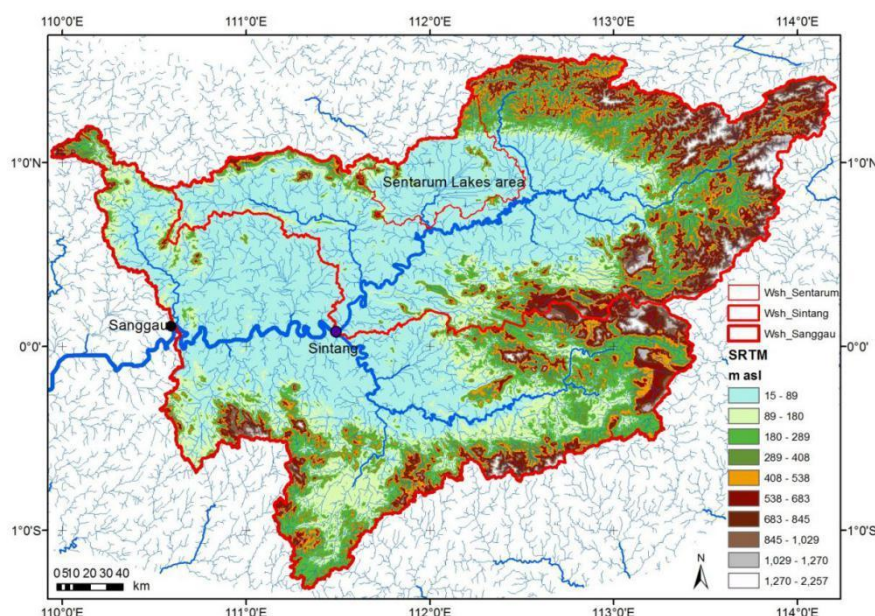 110°0'E 111°0'E 112°0'E 113°0'E 114°0'E
1°0'N 1°0'N
Sentarum Lakes area
Wsh_Sentarum
Wsh_Sintang
Wsh_Sanggau
Sanggau
Sintang
0°0' 0°0'
SRTM
m asl
15 - 89
89 - 180
180 - 289
289 - 408
408 - 538
538 - 683
683 - 845
845 - 1,029
1,029 - 1,270
1,270 - 2,257
1°0'S 1°0'S
0 5 10 20 30 40
km
N
110°0'E 111°0'E 112°0'E 113°0'E 114°0'E